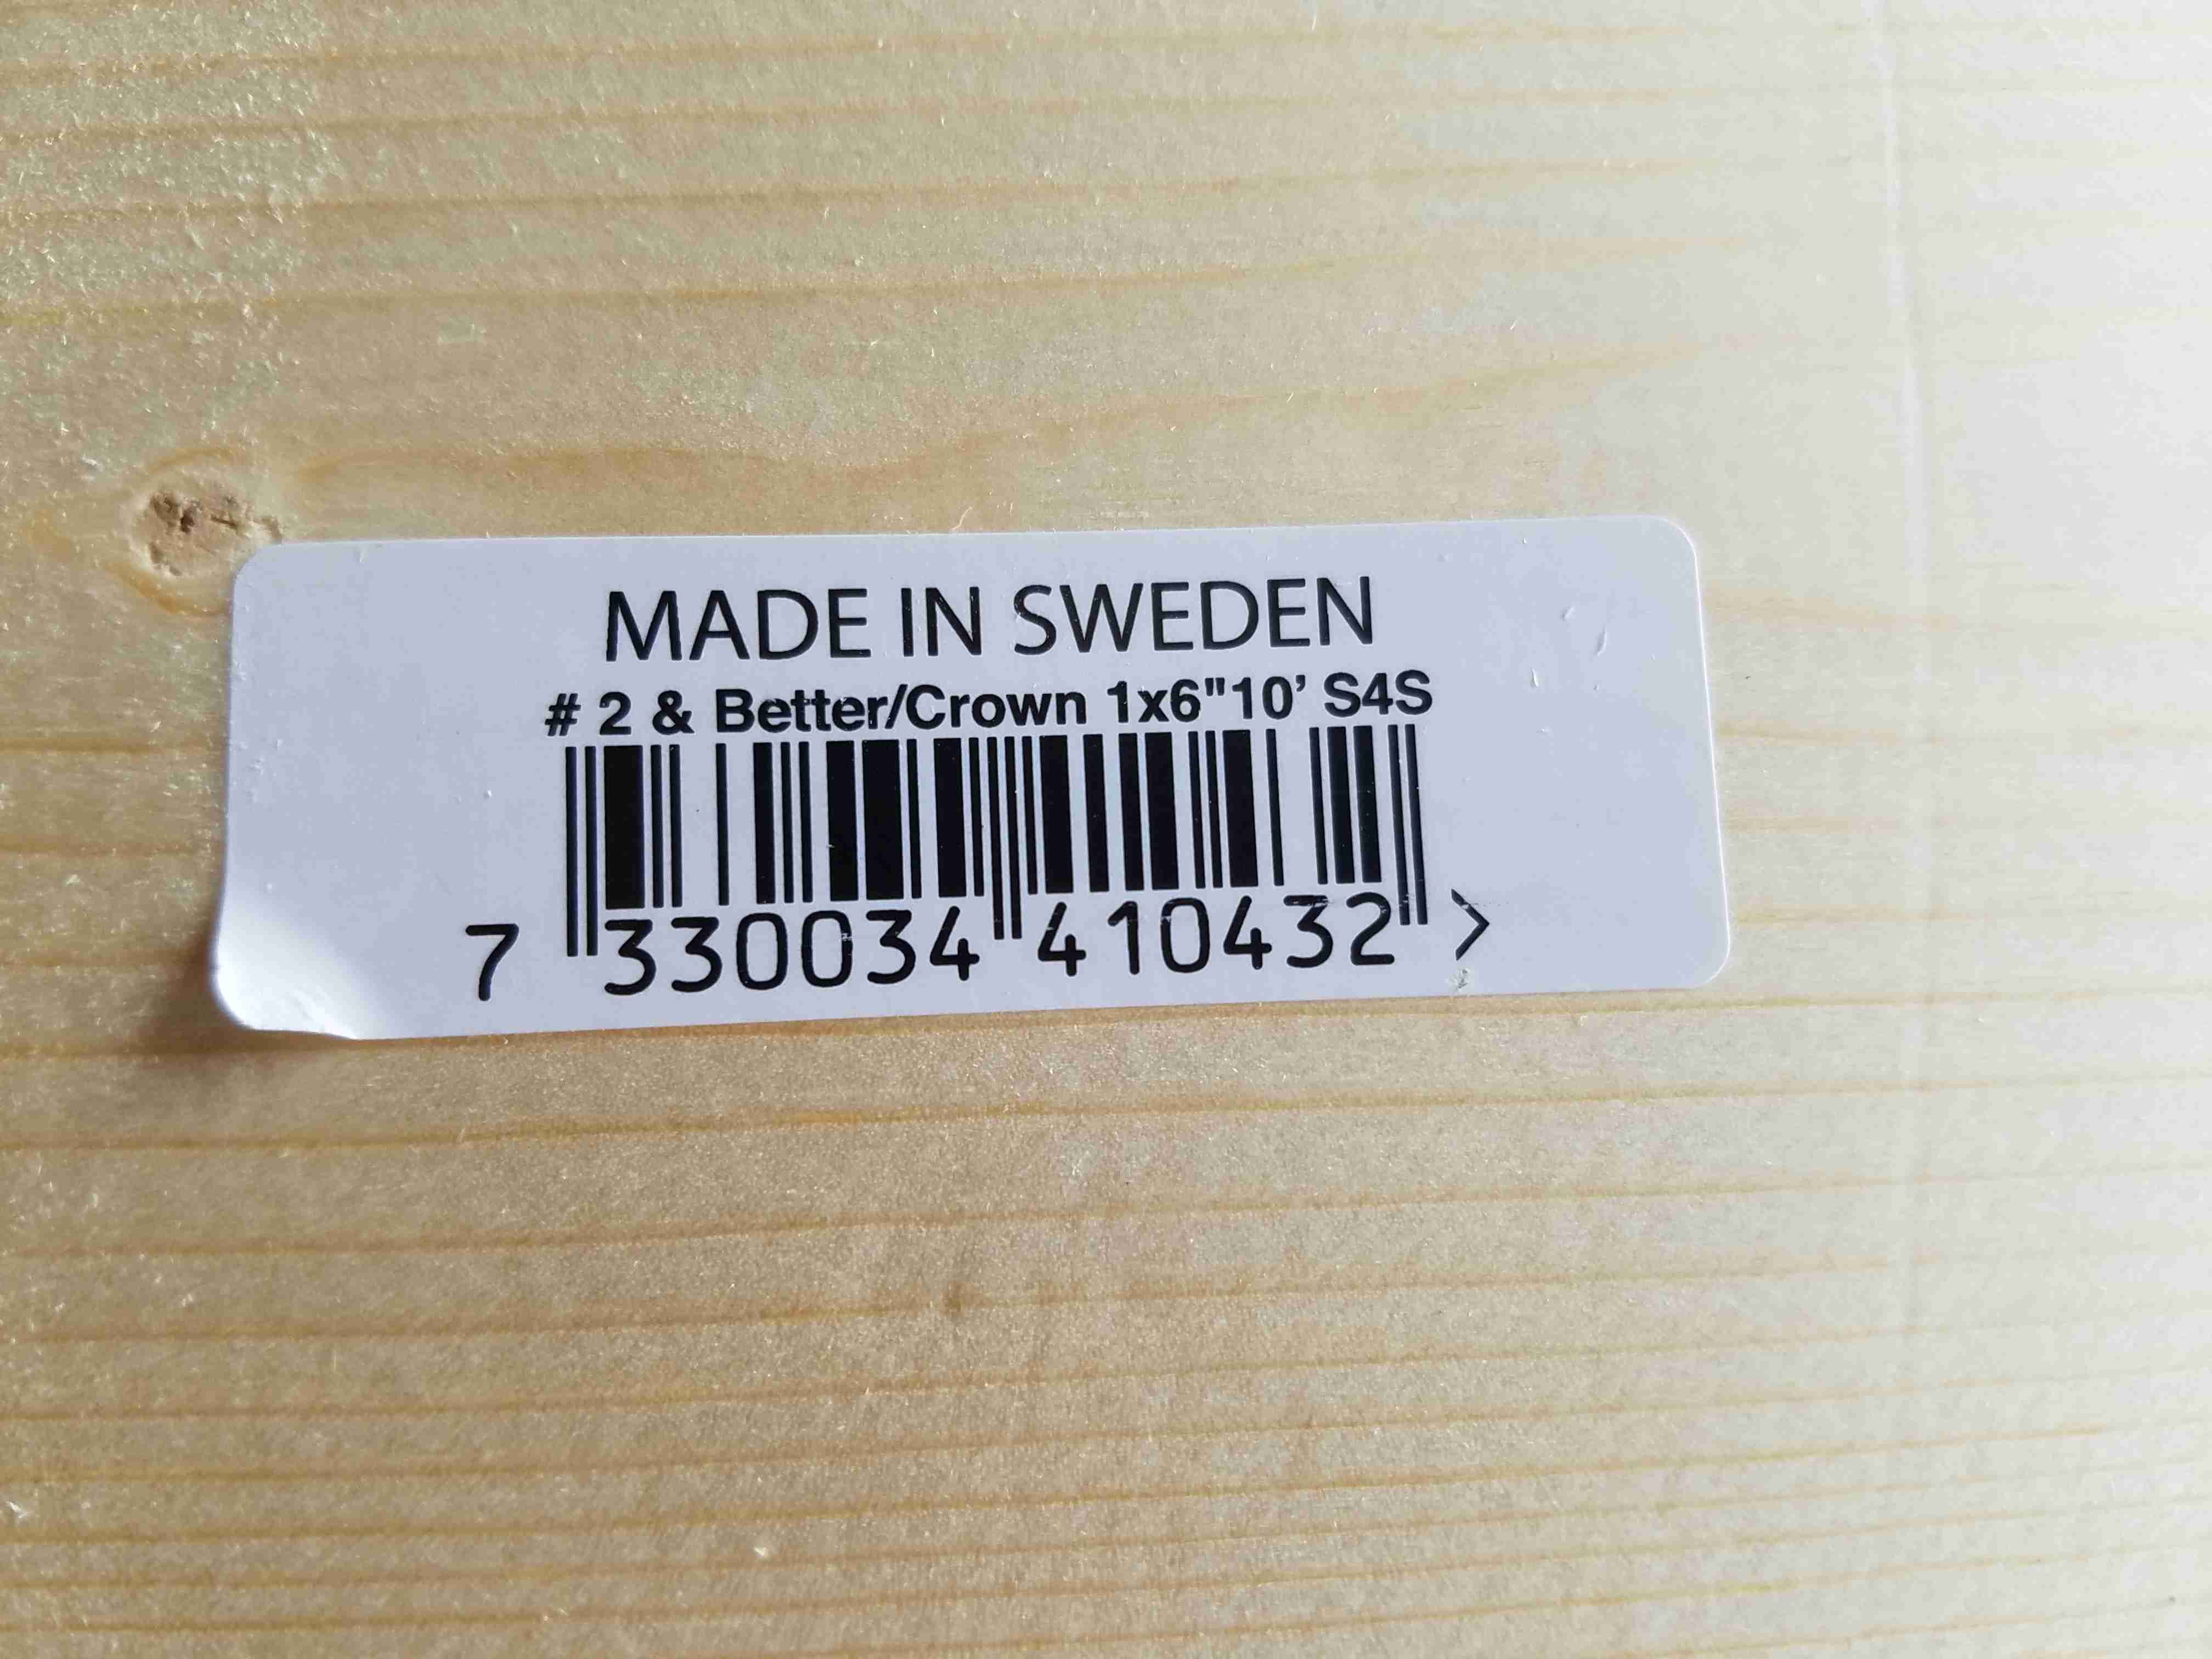 MADE IN SWEDEN
# 2 & Better/Crown 1x6"10' S4S
7 330034 410432 >